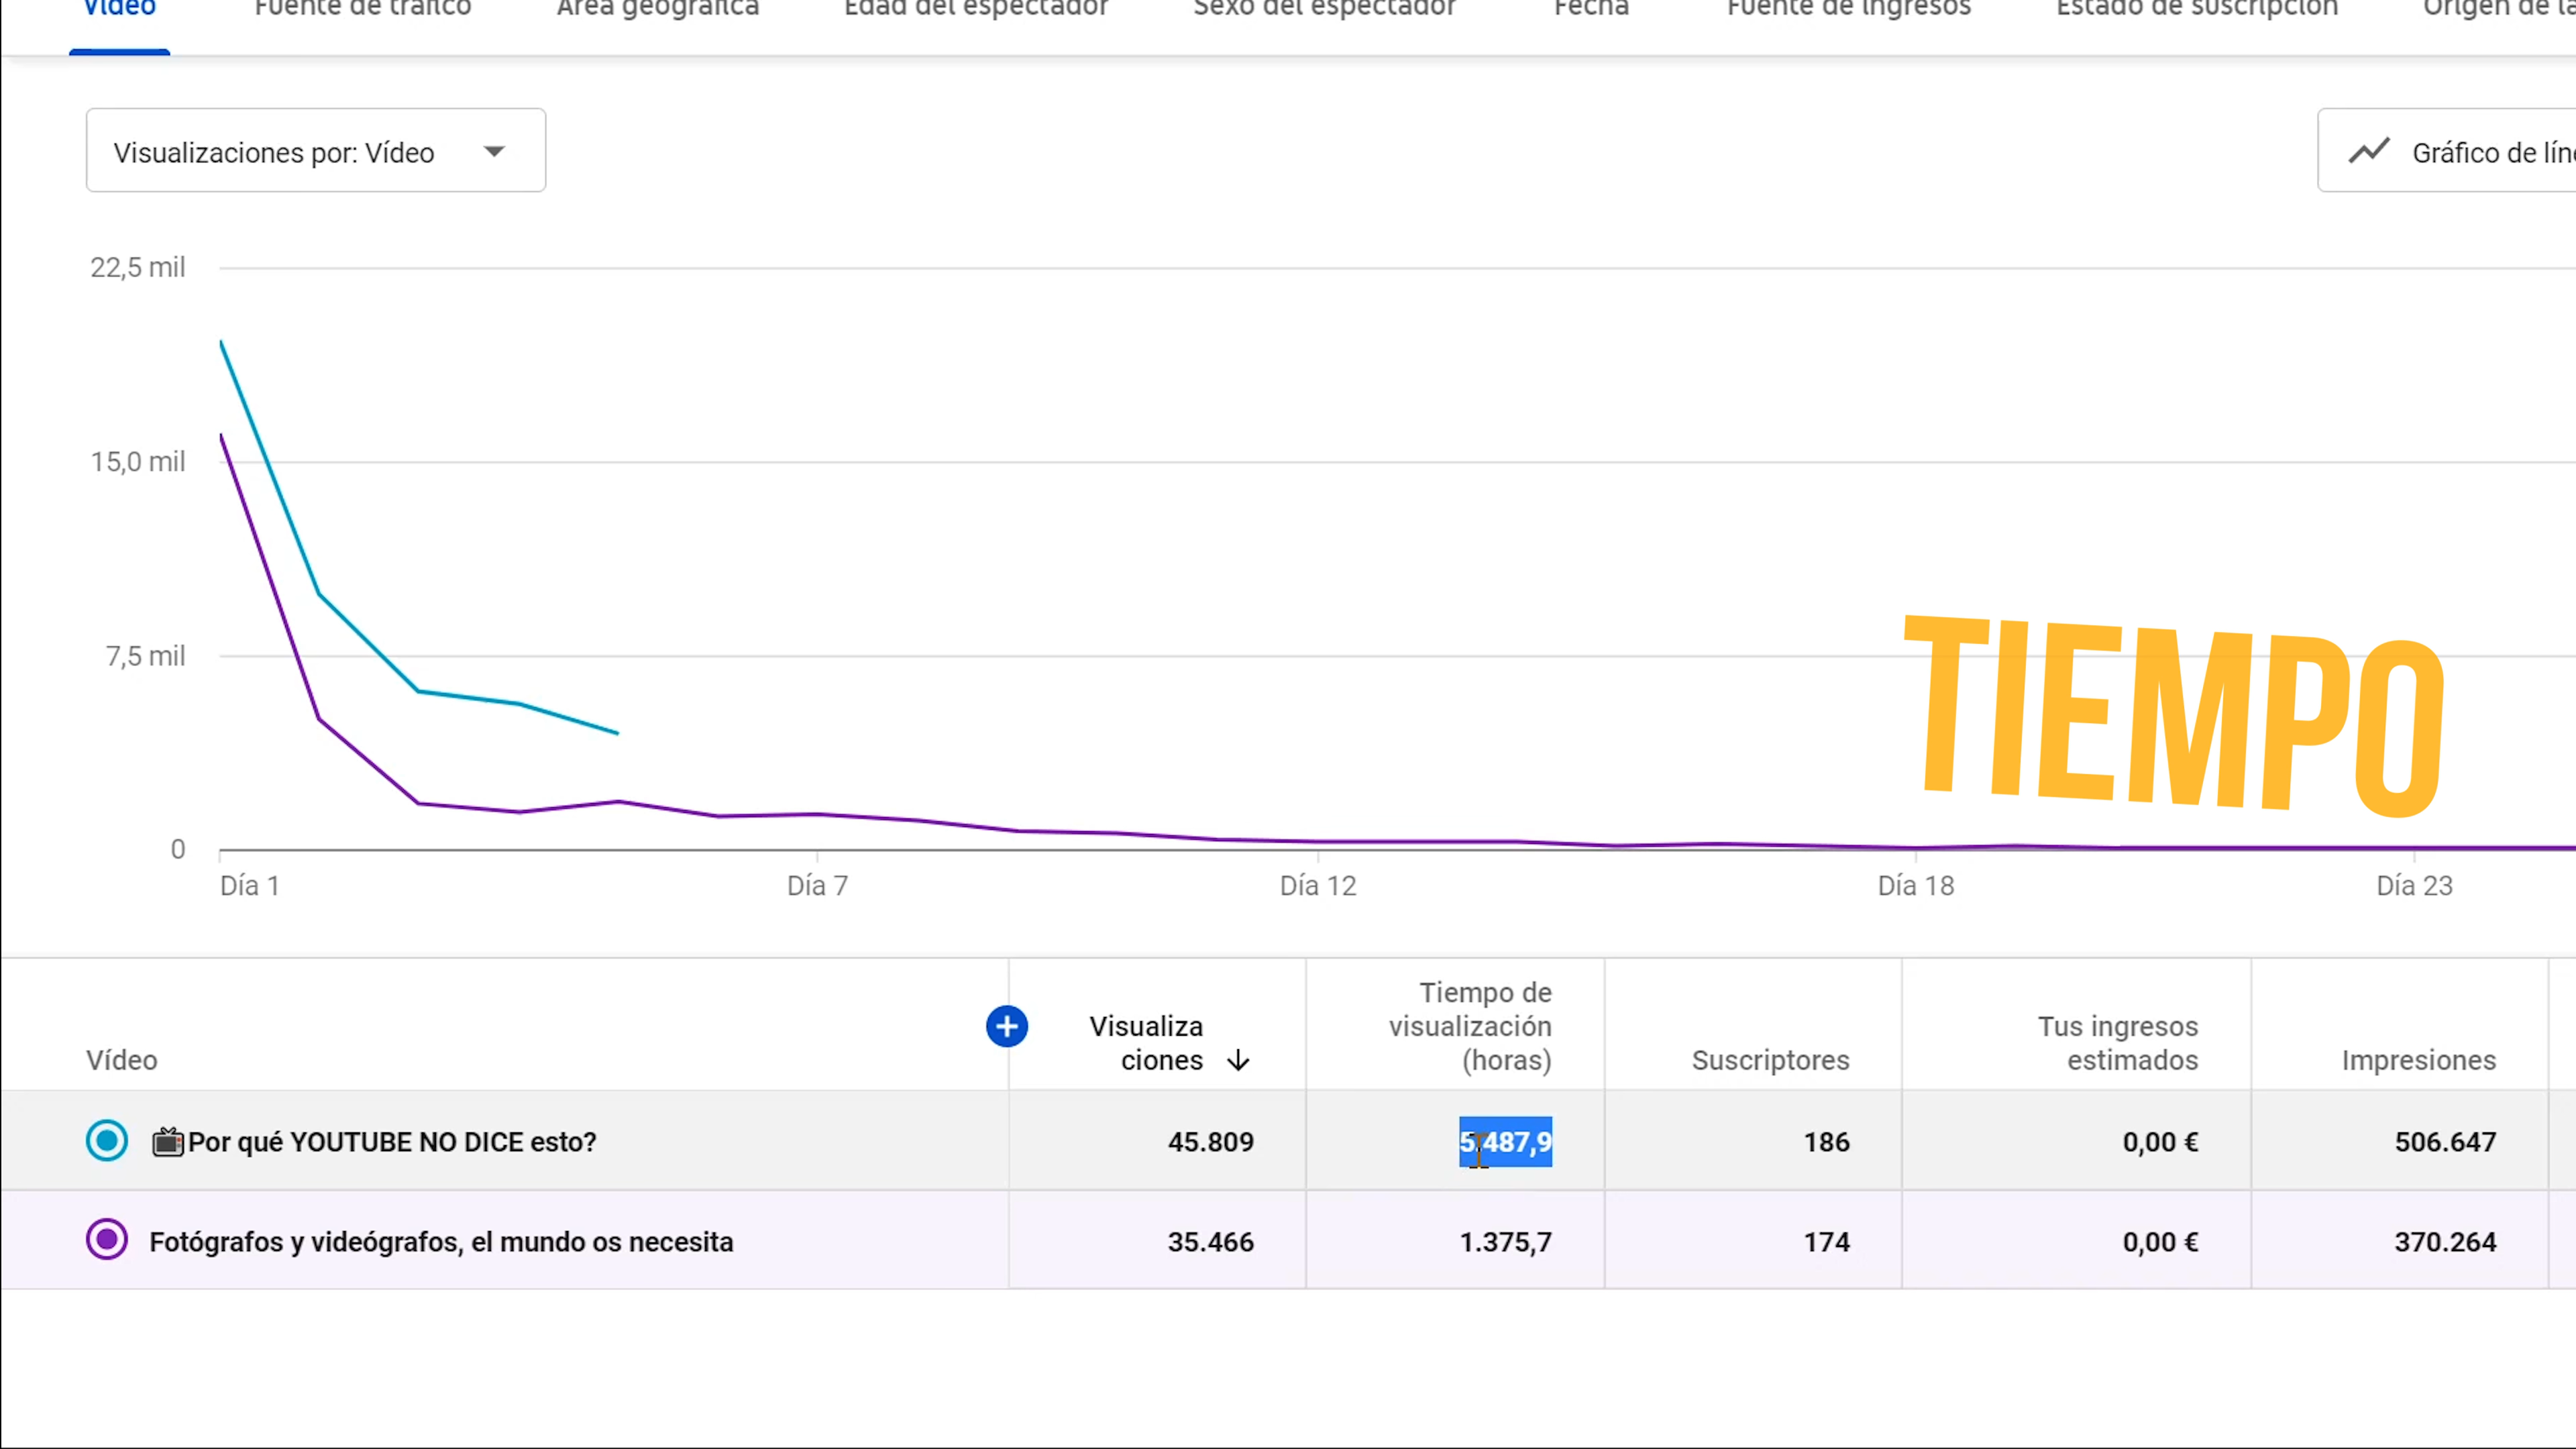 Vídeo Fuente de tráfico Área geográfica Edad del espectador Sexo del espectador Fecha Fuente de ingresos Estado de suscripción Origen de la
Visualizaciones por: Vídeo
Gráfico de lín
22,5 mil
15,0 mil
7,5 mil
0
TIEMPO
Día 1 Día 7 Día 12 Día 18 Día 23
Vídeo
Visualiza
ciones
Tiempo de
visualización
(horas)
Suscriptores
Tus ingresos
estimados
Impresiones
Por qué YOUTUBE NO DICE esto? 45.809 5.487,9 186 0,00 € 506.647
Fotógrafos y videógrafos, el mundo os necesita 35.466 1.375,7 174 0,00 € 370.264